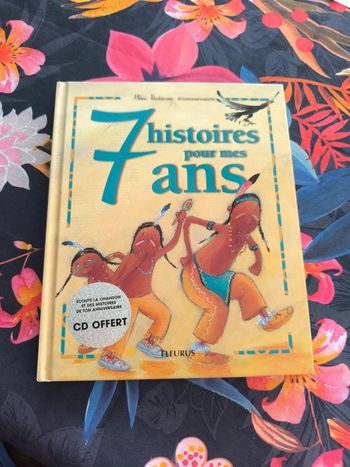 Mes histoires d'anniversaire
7 histoires
pour mes
ans
ÉCOUTE LA CHANSON
ET DES HISTOIRES
DE TON ANNIVERSAIRE
CD OFFERT
FLEURUS